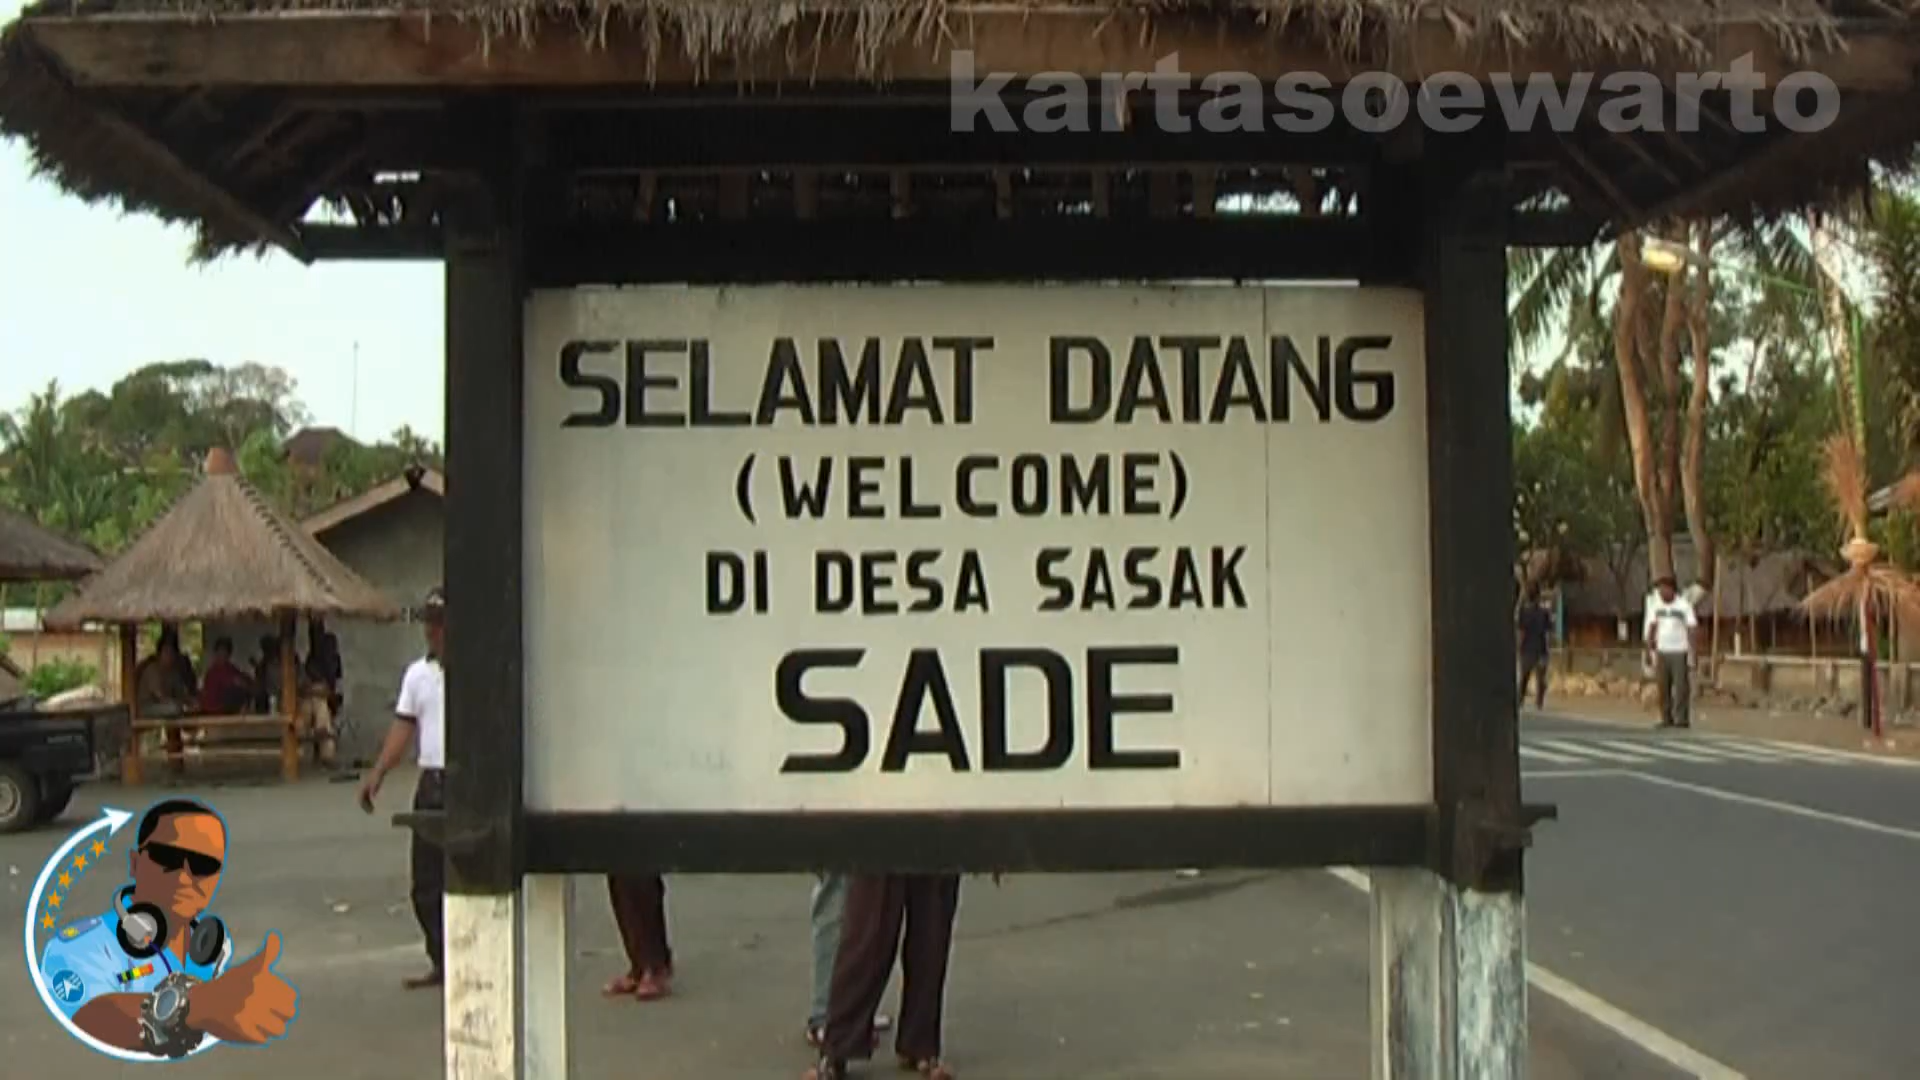 kartasoewarto
SELAMAT DATANG
(WELCOME)
DI DESA SASAK
SADE